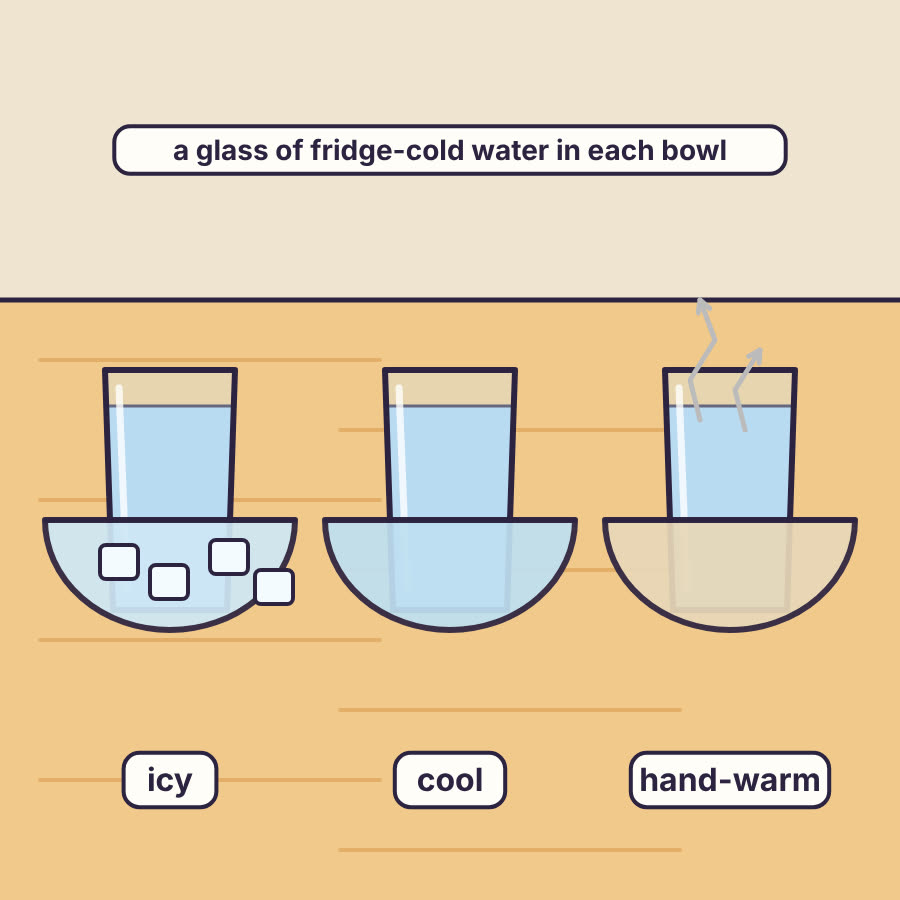 a glass of fridge-cold water in each bowl
icy
cool
hand-warm